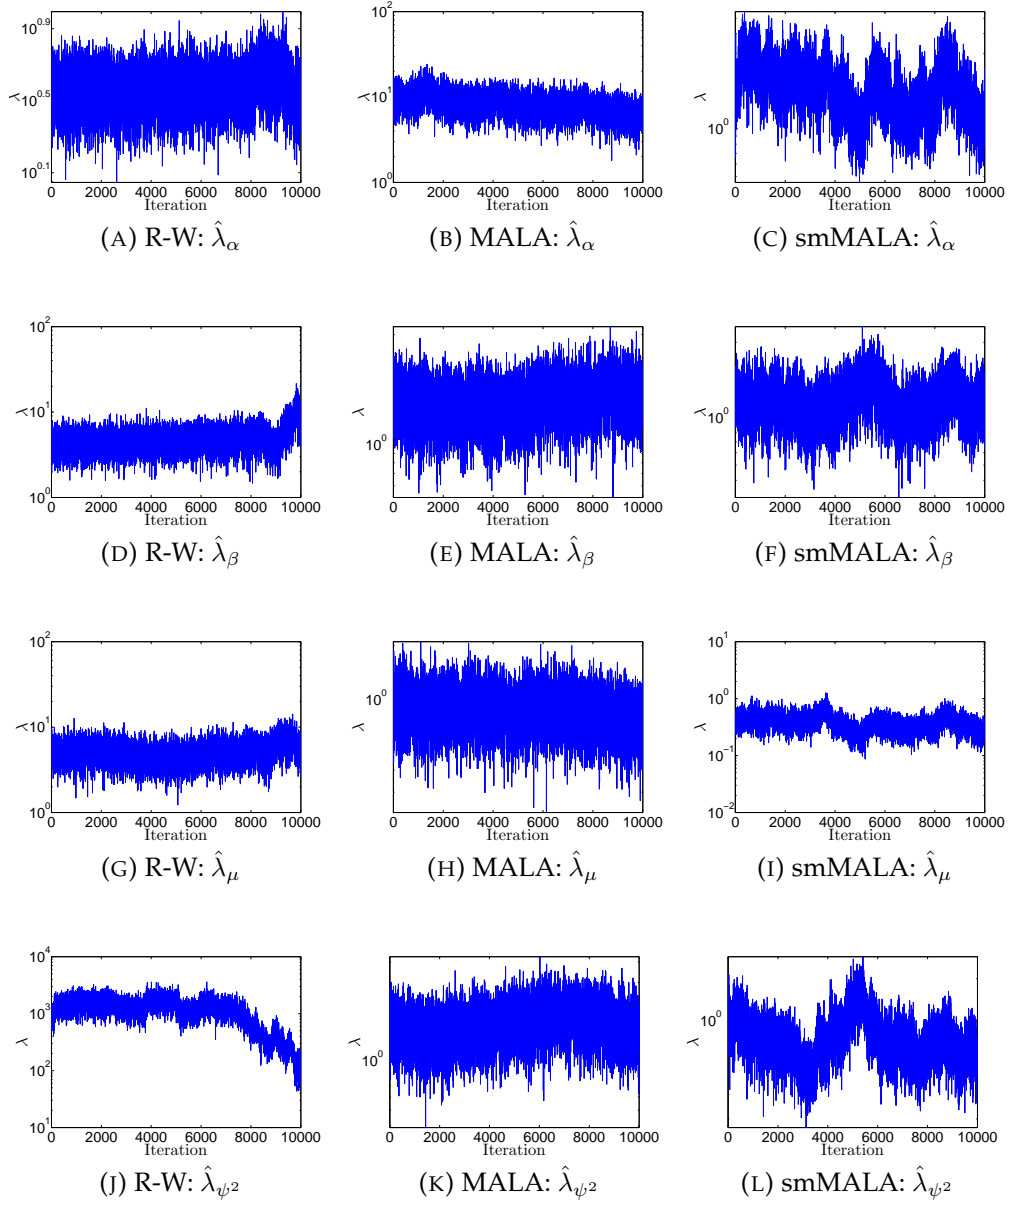 10^0.9
10^0.5
10^0.1
λ
0 2000 4000 6000 8000 10000
Iteration
(A) R-W: λ̂_α
10^2
10^1
10^0
λ
0 2000 4000 6000 8000 10000
Iteration
(B) MALA: λ̂_α
10^0
λ
0 2000 4000 6000 8000 10000
Iteration
(C) smMALA: λ̂_α
10^2
10^1
10^0
λ
0 2000 4000 6000 8000 10000
Iteration
(D) R-W: λ̂_β
10^0
λ
0 2000 4000 6000 8000 10000
Iteration
(E) MALA: λ̂_β
10^0
λ
0 2000 4000 6000 8000 10000
Iteration
(F) smMALA: λ̂_β
10^2
10^1
10^0
λ
0 2000 4000 6000 8000 10000
Iteration
(G) R-W: λ̂_μ
10^0
λ
0 2000 4000 6000 8000 10000
Iteration
(H) MALA: λ̂_μ
10^1
10^0
10^-1
10^-2
λ
0 2000 4000 6000 8000 10000
Iteration
(I) smMALA: λ̂_μ
10^4
10^3
10^2
10^1
λ
0 2000 4000 6000 8000 10000
Iteration
(J) R-W: λ̂_ψ²
10^0
λ
0 2000 4000 6000 8000 10000
Iteration
(K) MALA: λ̂_ψ²
10^0
λ
0 2000 4000 6000 8000 10000
Iteration
(L) smMALA: λ̂_ψ²